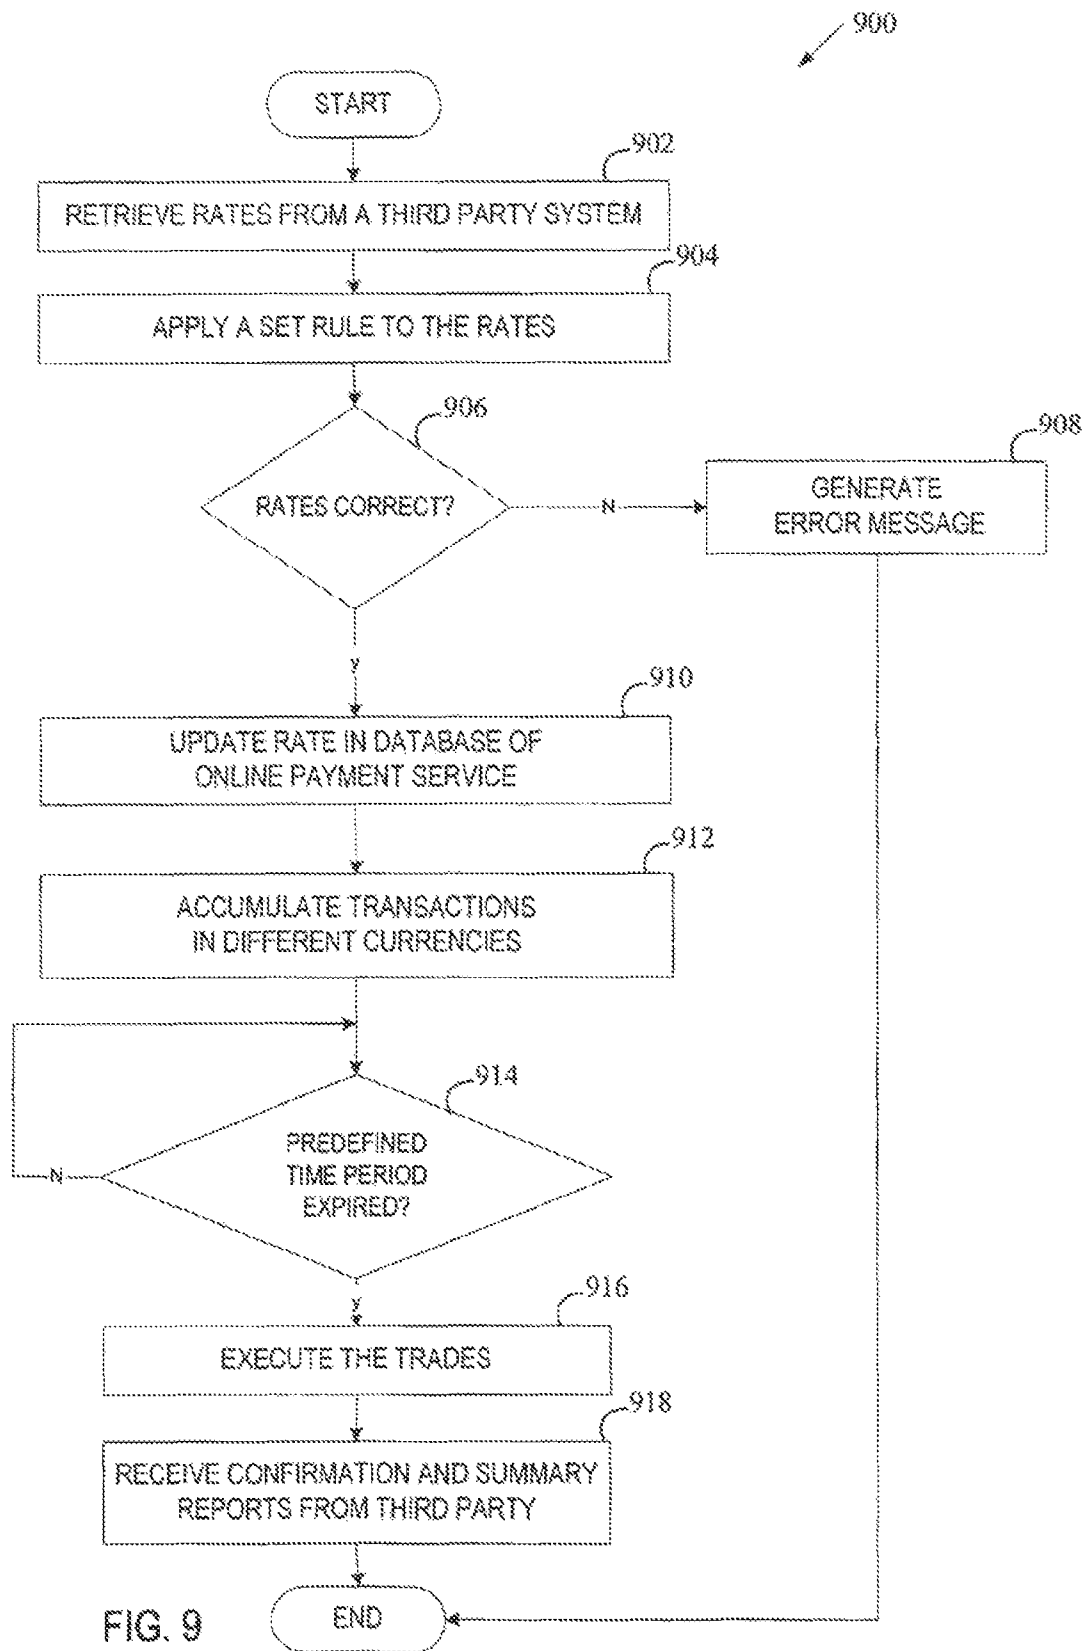 900
START
902
RETRIEVE RATES FROM A THIRD PARTY SYSTEM
904
APPLY A SET RULE TO THE RATES
906
RATES CORRECT?
N
908
GENERATE
ERROR MESSAGE
Y
910
UPDATE RATE IN DATABASE OF
ONLINE PAYMENT SERVICE
912
ACCUMULATE TRANSACTIONS
IN DIFFERENT CURRENCIES
914
PREDEFINED
TIME PERIOD
EXPIRED?
N
Y
916
EXECUTE THE TRADES
918
RECEIVE CONFIRMATION AND SUMMARY
REPORTS FROM THIRD PARTY
END
FIG. 9